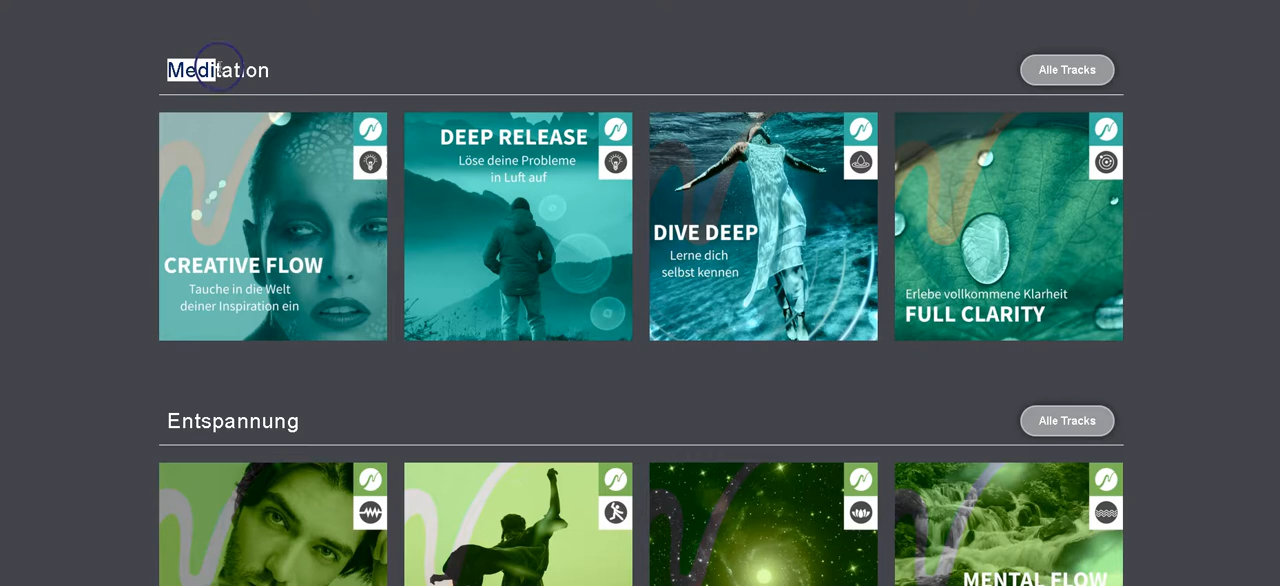 Meditation
Alle Tracks
CREATIVE FLOW
Tauche in die Welt
deiner Inspiration ein
DEEP RELEASE
Löse deine Probleme
in Luft auf
DIVE DEEP
Lerne dich
selbst kennen
Erlebe vollkommene Klarheit
FULL CLARITY
Entspannung
Alle Tracks
MENTAL FLOW